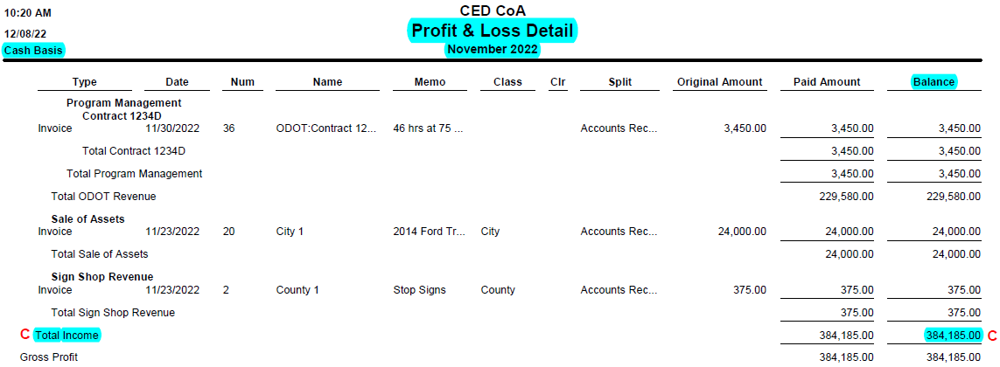 10:20 AM CED CoA
12/08/22 Profit & Loss Detail
Cash Basis November 2022
Type Date Num Name Memo Class Clr Split Original Amount Paid Amount Balance
Program Management
Contract 1234D
Invoice 11/30/2022 36 ODOT:Contract 12... 46 hrs at 75 ... Accounts Rec... 3,450.00 3,450.00 3,450.00
Total Contract 1234D 3,450.00 3,450.00
Total Program Management 3,450.00 3,450.00
Total ODOT Revenue 229,580.00 229,580.00
Sale of Assets
Invoice 11/23/2022 20 City 1 2014 Ford Tr... City Accounts Rec... 24,000.00 24,000.00 24,000.00
Total Sale of Assets 24,000.00 24,000.00
Sign Shop Revenue
Invoice 11/23/2022 2 County 1 Stop Signs County Accounts Rec... 375.00 375.00 375.00
Total Sign Shop Revenue 375.00 375.00
C Total Income 384,185.00 384,185.00 C
Gross Profit 384,185.00 384,185.00